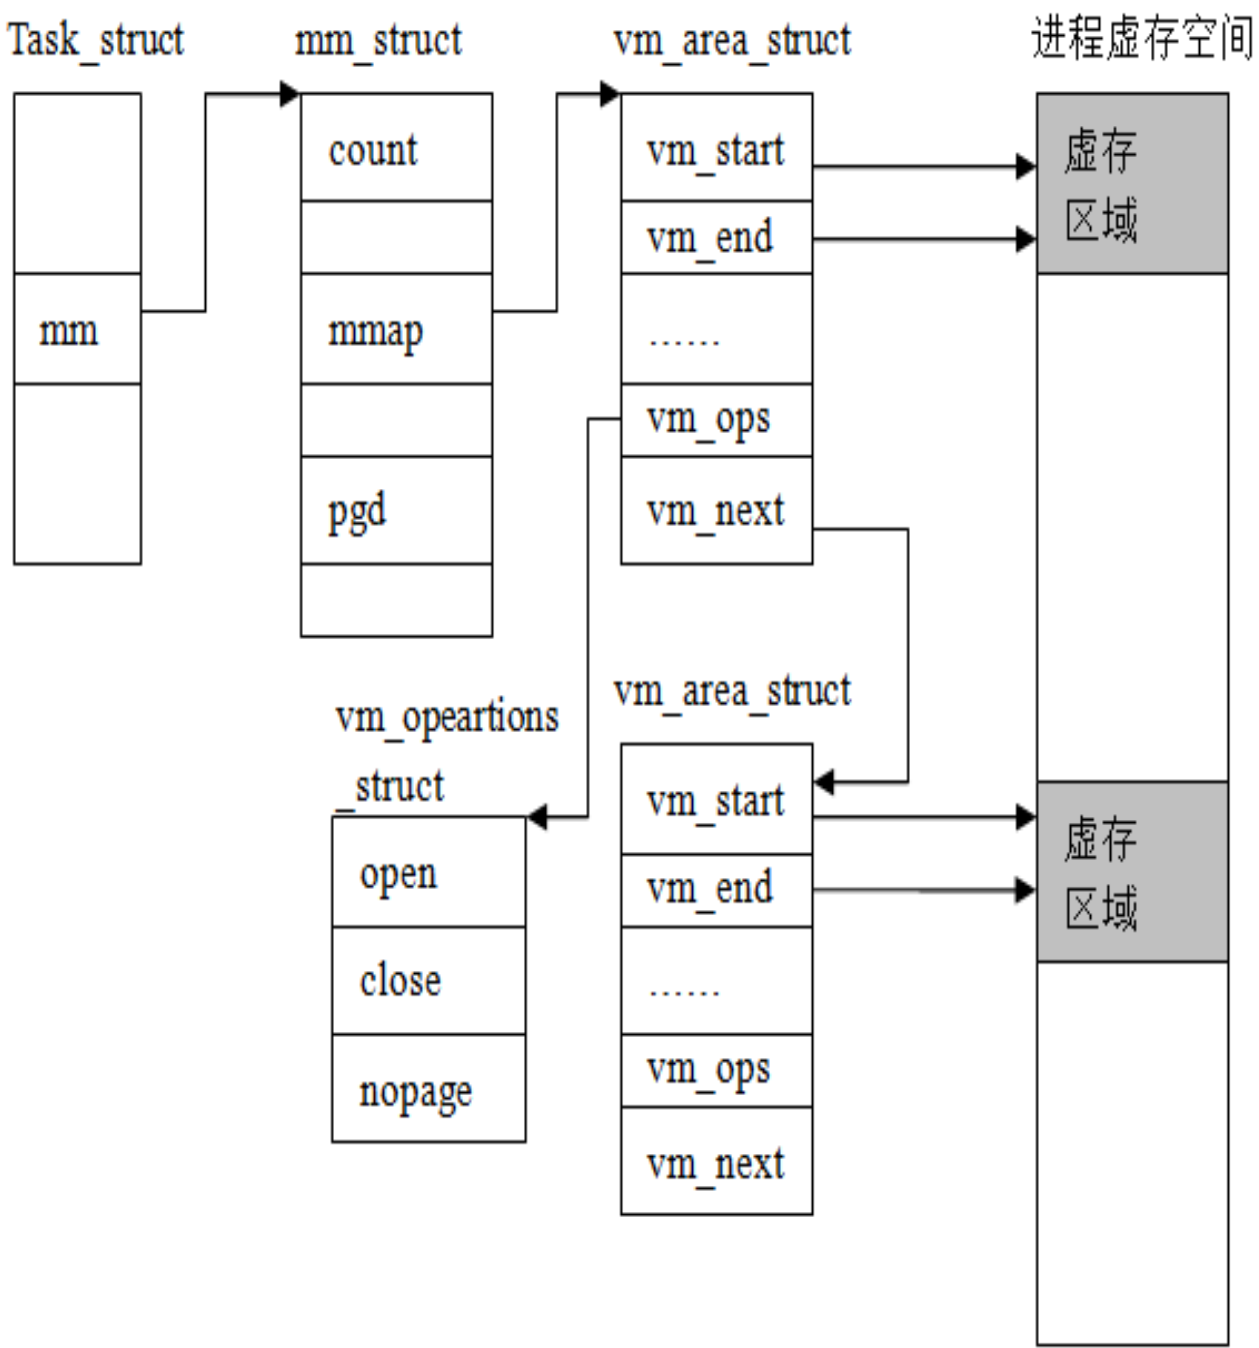 Task_struct
mm_struct
vm_area_struct
进程虚存空间
mm
count
mmap
pgd
vm_start
vm_end
......
vm_ops
vm_next
虚存
区域
vm_opeartions
_struct
open
close
nopage
vm_area_struct
vm_start
vm_end
......
vm_ops
vm_next
虚存
区域